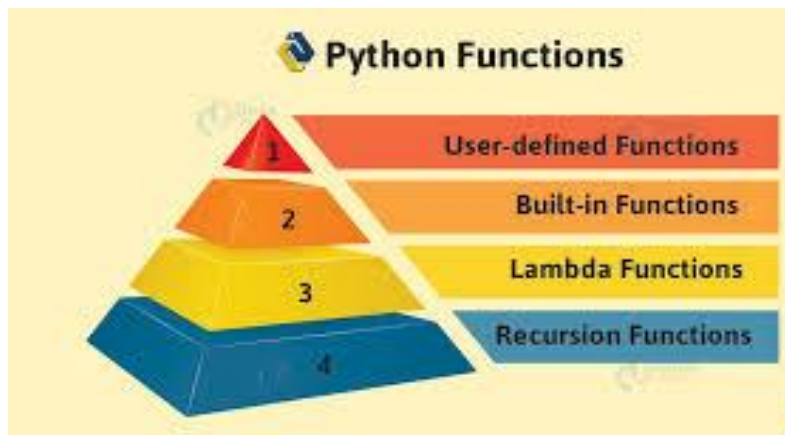 Python Functions
1
User-defined Functions
2
Built-in Functions
3
Lambda Functions
4
Recursion Functions